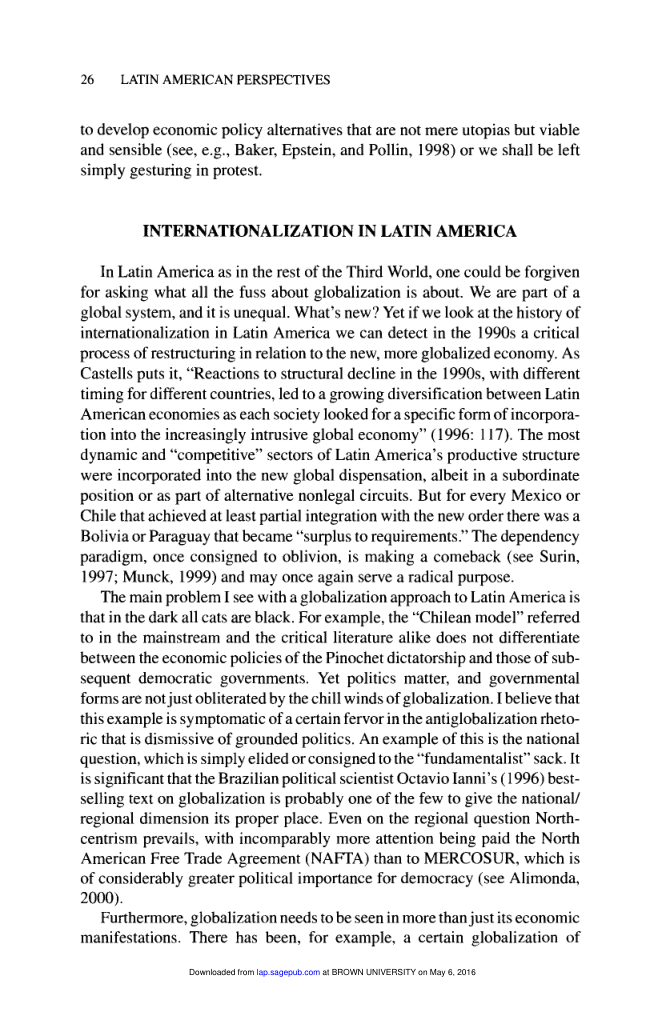 26 LATIN AMERICAN PERSPECTIVES
to develop economic policy alternatives that are not mere utopias but viable
and sensible (see, e.g., Baker, Epstein, and Pollin, 1998) or we shall be left
simply gesturing in protest.
INTERNATIONALIZATION IN LATIN AMERICA
In Latin America as in the rest of the Third World, one could be forgiven
for asking what all the fuss about globalization is about. We are part of a
global system, and it is unequal. What's new? Yet if we look at the history of
internationalization in Latin America we can detect in the 1990s a critical
process of restructuring in relation to the new, more globalized economy. As
Castells puts it, “Reactions to structural decline in the 1990s, with different
timing for different countries, led to a growing diversification between Latin
American economies as each society looked for a specific form of incorpora-
tion into the increasingly intrusive global economy” (1996: 117). The most
dynamic and “competitive” sectors of Latin America's productive structure
were incorporated into the new global dispensation, albeit in a subordinate
position or as part of alternative nonlegal circuits. But for every Mexico or
Chile that achieved at least partial integration with the new order there was a
Bolivia or Paraguay that became “surplus to requirements.” The dependency
paradigm, once consigned to oblivion, is making a comeback (see Surin,
1997; Munck, 1999) and may once again serve a radical purpose.
The main problem I see with a globalization approach to Latin America is
that in the dark all cats are black. For example, the “Chilean model” referred
to in the mainstream and the critical literature alike does not differentiate
between the economic policies of the Pinochet dictatorship and those of sub-
sequent democratic governments. Yet politics matter, and governmental
forms are not just obliterated by the chill winds of globalization. I believe that
this example is symptomatic of a certain fervor in the antiglobalization rheto-
ric that is dismissive of grounded politics. An example of this is the national
question, which is simply elided or consigned to the “fundamentalist” sack. It
is significant that the Brazilian political scientist Octavio Ianni's (1996) best-
selling text on globalization is probably one of the few to give the national/
regional dimension its proper place. Even on the regional question North-
centrism prevails, with incomparably more attention being paid the North
American Free Trade Agreement (NAFTA) than to MERCOSUR, which is
of considerably greater political importance for democracy (see Alimonda,
2000).
Furthermore, globalization needs to be seen in more than just its economic
manifestations. There has been, for example, a certain globalization of
Downloaded from lap.sagepub.com at BROWN UNIVERSITY on May 6, 2016